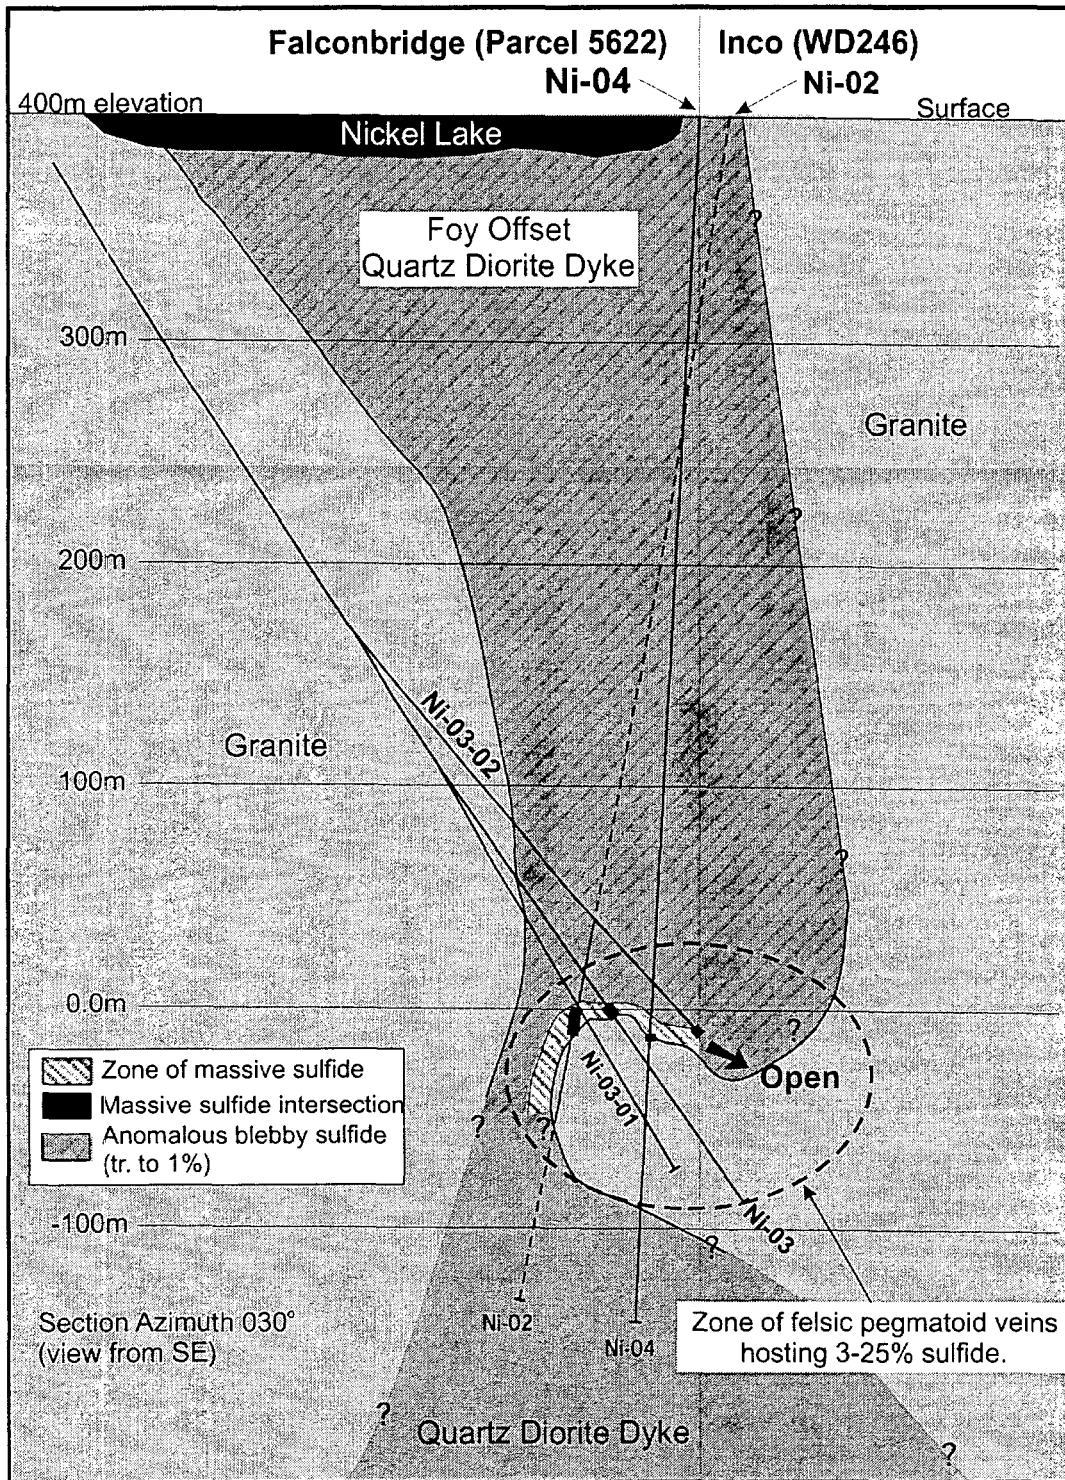 Falconbridge (Parcel 5622) Inco (WD246)
Ni-04 Ni-02
400m elevation Surface
Nickel Lake
Foy Offset
Quartz Diorite Dyke
?
300m
Granite
?
200m
Ni-03-02
Granite
100m
?
0.0m
?
Zone of massive sulfide
Massive sulfide intersection
Anomalous blebby sulfide
(tr. to 1%)
Open
Ni-03-01
? ?
-100m
Ni-03
?
Section Azimuth 030°
(view from SE)
Ni-02
Ni-04
Zone of felsic pegmatoid veins
hosting 3-25% sulfide.
?
Quartz Diorite Dyke
?